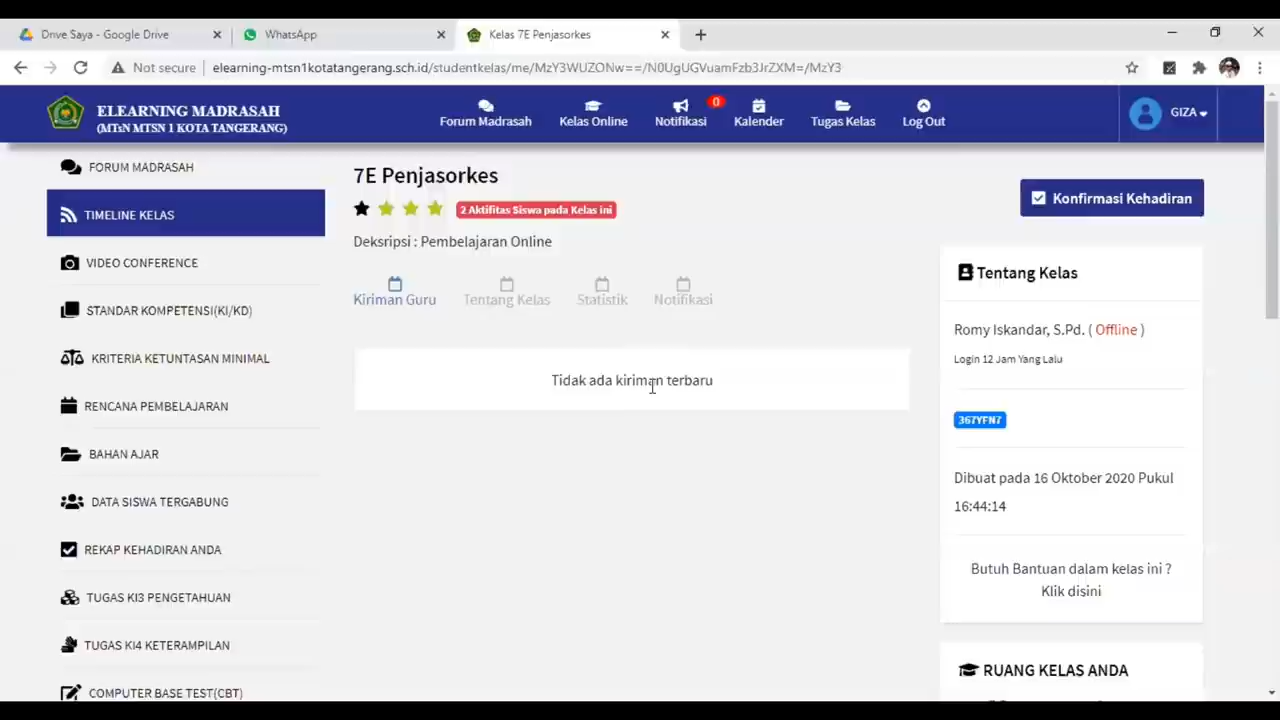 Drive Saya - Google Drive
WhatsApp
Kelas 7E Penjasorkes
Not secure
elearning-mtsn1kotatangerang.sch.id/studentkelas/me/MzY3WUZONw==/N0UgUGVuamFzb3JrZXM=/MzY3
ELEARNING MADRASAH
(MTsN MTSN 1 KOTA TANGERANG)
Forum Madrasah
Kelas Online
0
Notifikasi
Kalender
Tugas Kelas
Log Out
GIZA
FORUM MADRASAH
TIMELINE KELAS
VIDEO CONFERENCE
STANDAR KOMPETENSI(KI/KD)
KRITERIA KETUNTASAN MINIMAL
RENCANA PEMBELAJARAN
BAHAN AJAR
DATA SISWA TERGABUNG
REKAP KEHADIRAN ANDA
TUGAS KI3 PENGETAHUAN
TUGAS KI4 KETERAMPILAN
COMPUTER BASE TEST(CBT)
7E Penjasorkes
2 Aktifitas Siswa pada Kelas ini
Deksripsi : Pembelajaran Online
Kiriman Guru
Tentang Kelas
Statistik
Notifikasi
Tidak ada kiriman terbaru
Konfirmasi Kehadiran
Tentang Kelas
Romy Iskandar, S.Pd. ( Offline )
Login 12 Jam Yang Lalu
367YFN7
Dibuat pada 16 Oktober 2020 Pukul
16:44:14
Butuh Bantuan dalam kelas ini ?
Klik disini
RUANG KELAS ANDA